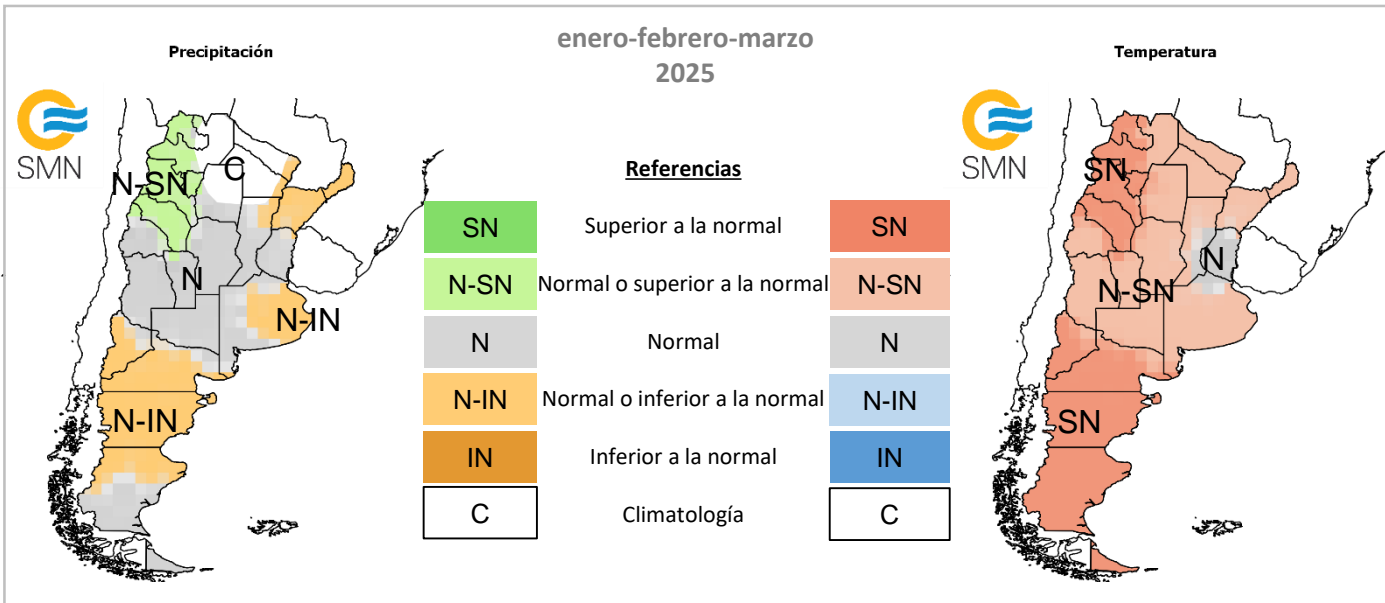 enero-febrero-marzo
2025
Precipitación
SMN
N-SN
C
N
N-IN
N-IN
Referencias
SN Superior a la normal SN
N-SN Normal o superior a la normal N-SN
N Normal N
N-IN Normal o inferior a la normal N-IN
IN Inferior a la normal IN
C Climatología C
Temperatura
SMN
SN
N
N-SN
SN